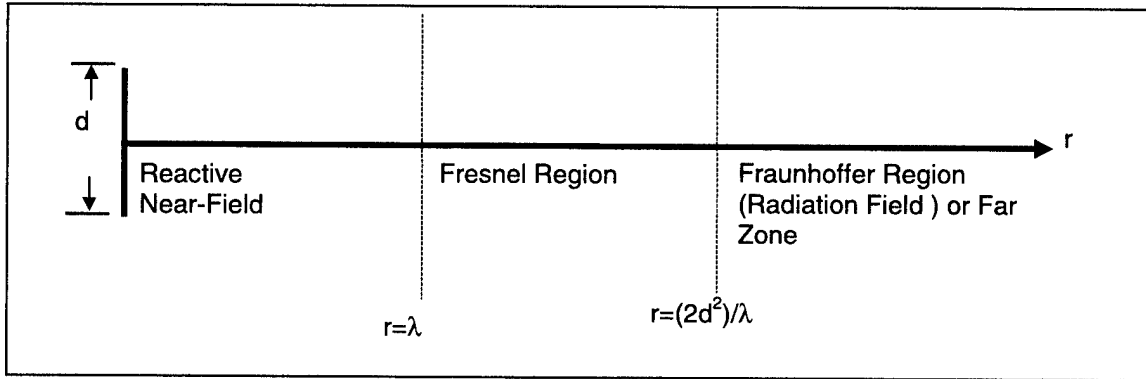 d
r
Reactive
Near-Field
Fresnel Region
Fraunhoffer Region
(Radiation Field ) or Far
Zone
r=λ
r=(2d²)/λ